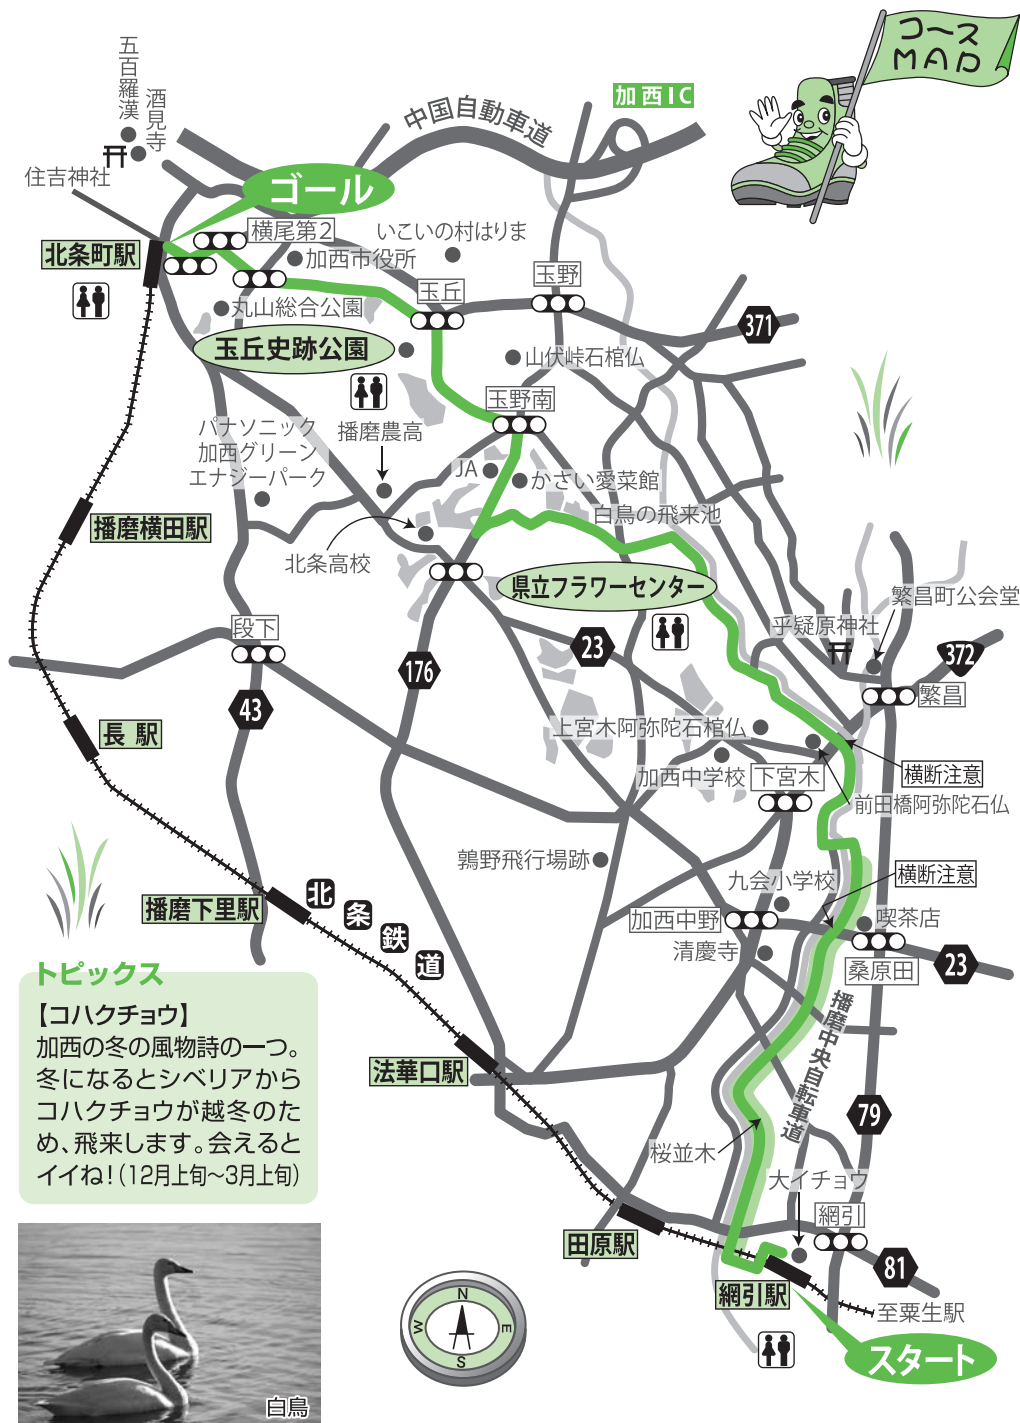 コース
MAP
五百羅漢
酒見寺
住吉神社
中国自動車道
加西IC
ゴール
北条町駅
横尾第2
加西市役所
いこいの村はりま
玉丘
玉野
丸山総合公園
玉丘史跡公園
山伏峠石棺仏
371
玉野南
パナソニック
加西グリーン
エナジーパーク
播磨農高
JA
かさい愛菜館
白鳥の飛来池
播磨横田駅
北条高校
県立フラワーセンター
繁昌町公会堂
乎疑原神社
段下
23
176
372
繁昌
43
長駅
上宮木阿弥陀石棺仏
加西中学校
下宮木
横断注意
前田橋阿弥陀石仏
鶉野飛行場跡
九会小学校
横断注意
播磨下里駅
北条鉄道
加西中野
喫茶店
清慶寺
桑原田
23
播磨中央自転車道
トピックス
【コハクチョウ】
加西の冬の風物詩の一つ。
冬になるとシベリアから
コハクチョウが越冬のた
め、飛来します。会えると
イイね!(12月上旬〜3月上旬)
法華口駅
79
桜並木
大イチョウ
網引
田原駅
81
網引駅
至粟生駅
スタート
N
E
S
W
白鳥